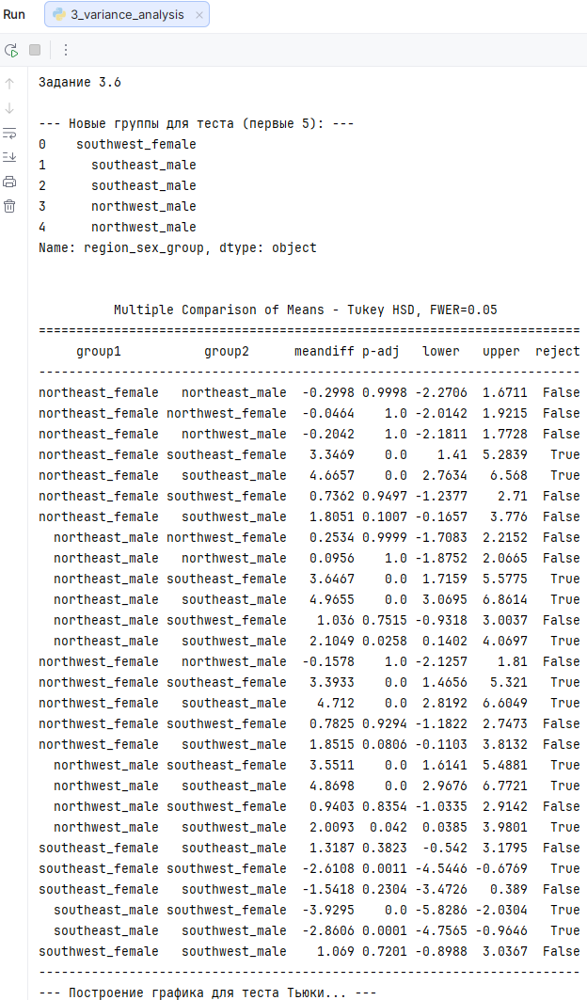 Run 3_variance_analysis
Задание 3.6
--- Новые группы для теста (первые 5): ---
0    southwest_female
1      southeast_male
2      southeast_male
3      northwest_male
4      northwest_male
Name: region_sex_group, dtype: object
Multiple Comparison of Means - Tukey HSD, FWER=0.05
========================================================================
     group1           group2      meandiff p-adj   lower   upper  reject
------------------------------------------------------------------------
northeast_female   northeast_male  -0.2998 0.9998 -2.2706  1.6711  False
northeast_female northwest_female  -0.0464    1.0 -2.0142  1.9215  False
northeast_female   northwest_male  -0.2042    1.0 -2.1811  1.7728  False
northeast_female southeast_female   3.3469    0.0    1.41  5.2839   True
northeast_female   southeast_male   4.6657    0.0  2.7634   6.568   True
northeast_female southwest_female   0.7362 0.9497 -1.2377    2.71  False
northeast_female   southwest_male   1.8051 0.1007 -0.1657   3.776  False
  northeast_male northwest_female   0.2534 0.9999 -1.7083  2.2152  False
  northeast_male   northwest_male   0.0956    1.0 -1.8752  2.0665  False
  northeast_male southeast_female   3.6467    0.0  1.7159  5.5775   True
  northeast_male   southeast_male   4.9655    0.0  3.0695  6.8614   True
  northeast_male southwest_female    1.036 0.7515 -0.9318  3.0037  False
  northeast_male   southwest_male   2.1049 0.0258  0.1402  4.0697   True
northwest_female   northwest_male  -0.1578    1.0 -2.1257    1.81  False
northwest_female southeast_female   3.3933    0.0  1.4656   5.321   True
northwest_female   southeast_male    4.712    0.0  2.8192  6.6049   True
northwest_female southwest_female   0.7825 0.9294 -1.1822  2.7473  False
northwest_female   southwest_male   1.8515 0.0806 -0.1103  3.8132  False
  northwest_male southeast_female   3.5511    0.0  1.6141  5.4881   True
  northwest_male   southeast_male   4.8698    0.0  2.9676  6.7721   True
  northwest_male southwest_female   0.9403 0.8354 -1.0335  2.9142  False
  northwest_male   southwest_male   2.0093  0.042  0.0385  3.9801   True
southeast_female   southeast_male   1.3187 0.3823  -0.542  3.1795  False
southeast_female southwest_female  -2.6108 0.0011 -4.5446 -0.6769   True
southeast_female   southwest_male  -1.5418 0.2304 -3.4726   0.389  False
  southeast_male southwest_female  -3.9295    0.0 -5.8286 -2.0304   True
  southeast_male   southwest_male  -2.8606 0.0001 -4.7565 -0.9646   True
southwest_female   southwest_male    1.069 0.7201 -0.8988  3.0367  False
------------------------------------------------------------------------
--- Построение графика для теста Тьюки... ---